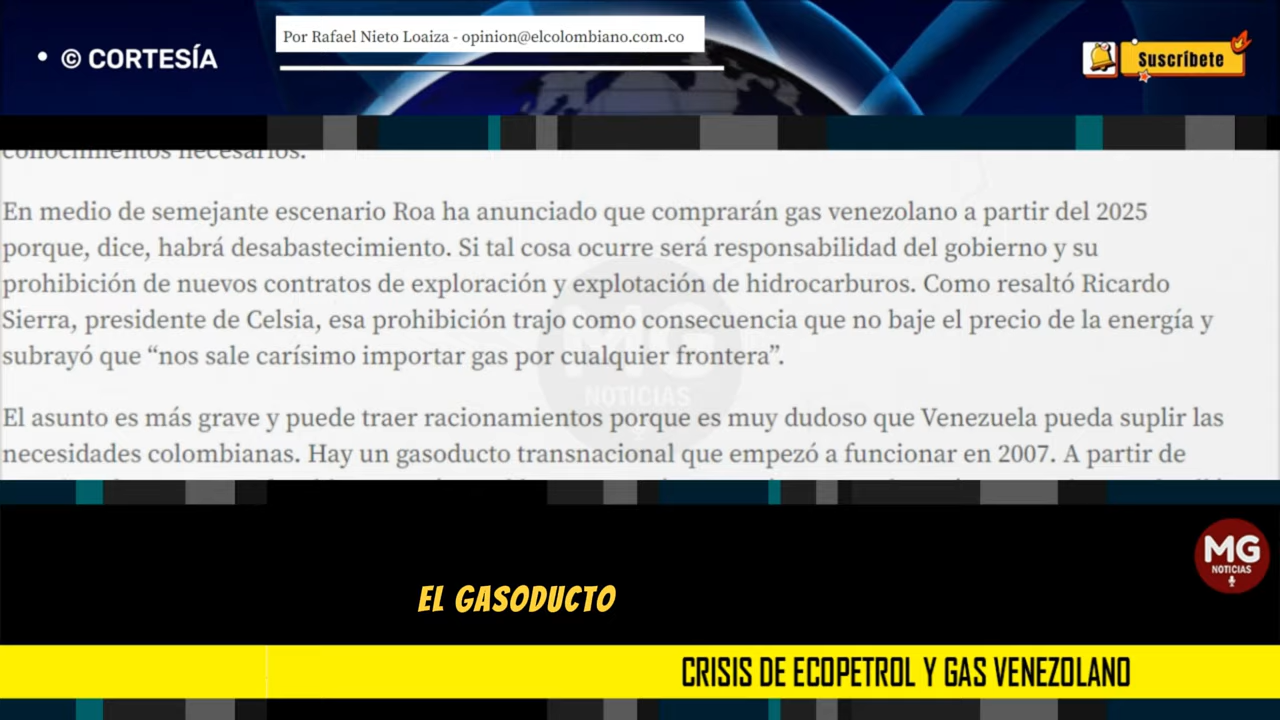 Por Rafael Nieto Loaiza - opinion@elcolombiano.com.co
• © CORTESÍA
Suscríbete
conocimientos necesarios.
En medio de semejante escenario Roa ha anunciado que comprarán gas venezolano a partir del 2025
porque, dice, habrá desabastecimiento. Si tal cosa ocurre será responsabilidad del gobierno y su
prohibición de nuevos contratos de exploración y explotación de hidrocarburos. Como resaltó Ricardo
Sierra, presidente de Celsia, esa prohibición trajo como consecuencia que no baje el precio de la energía y
subrayó que “nos sale carísimo importar gas por cualquier frontera”.
El asunto es más grave y puede traer racionamientos porque es muy dudoso que Venezuela pueda suplir las
necesidades colombianas. Hay un gasoducto transnacional que empezó a funcionar en 2007. A partir de
MG
NOTICIAS
MG
NOTICIAS
EL GASODUCTO
CRISIS DE ECOPETROL Y GAS VENEZOLANO